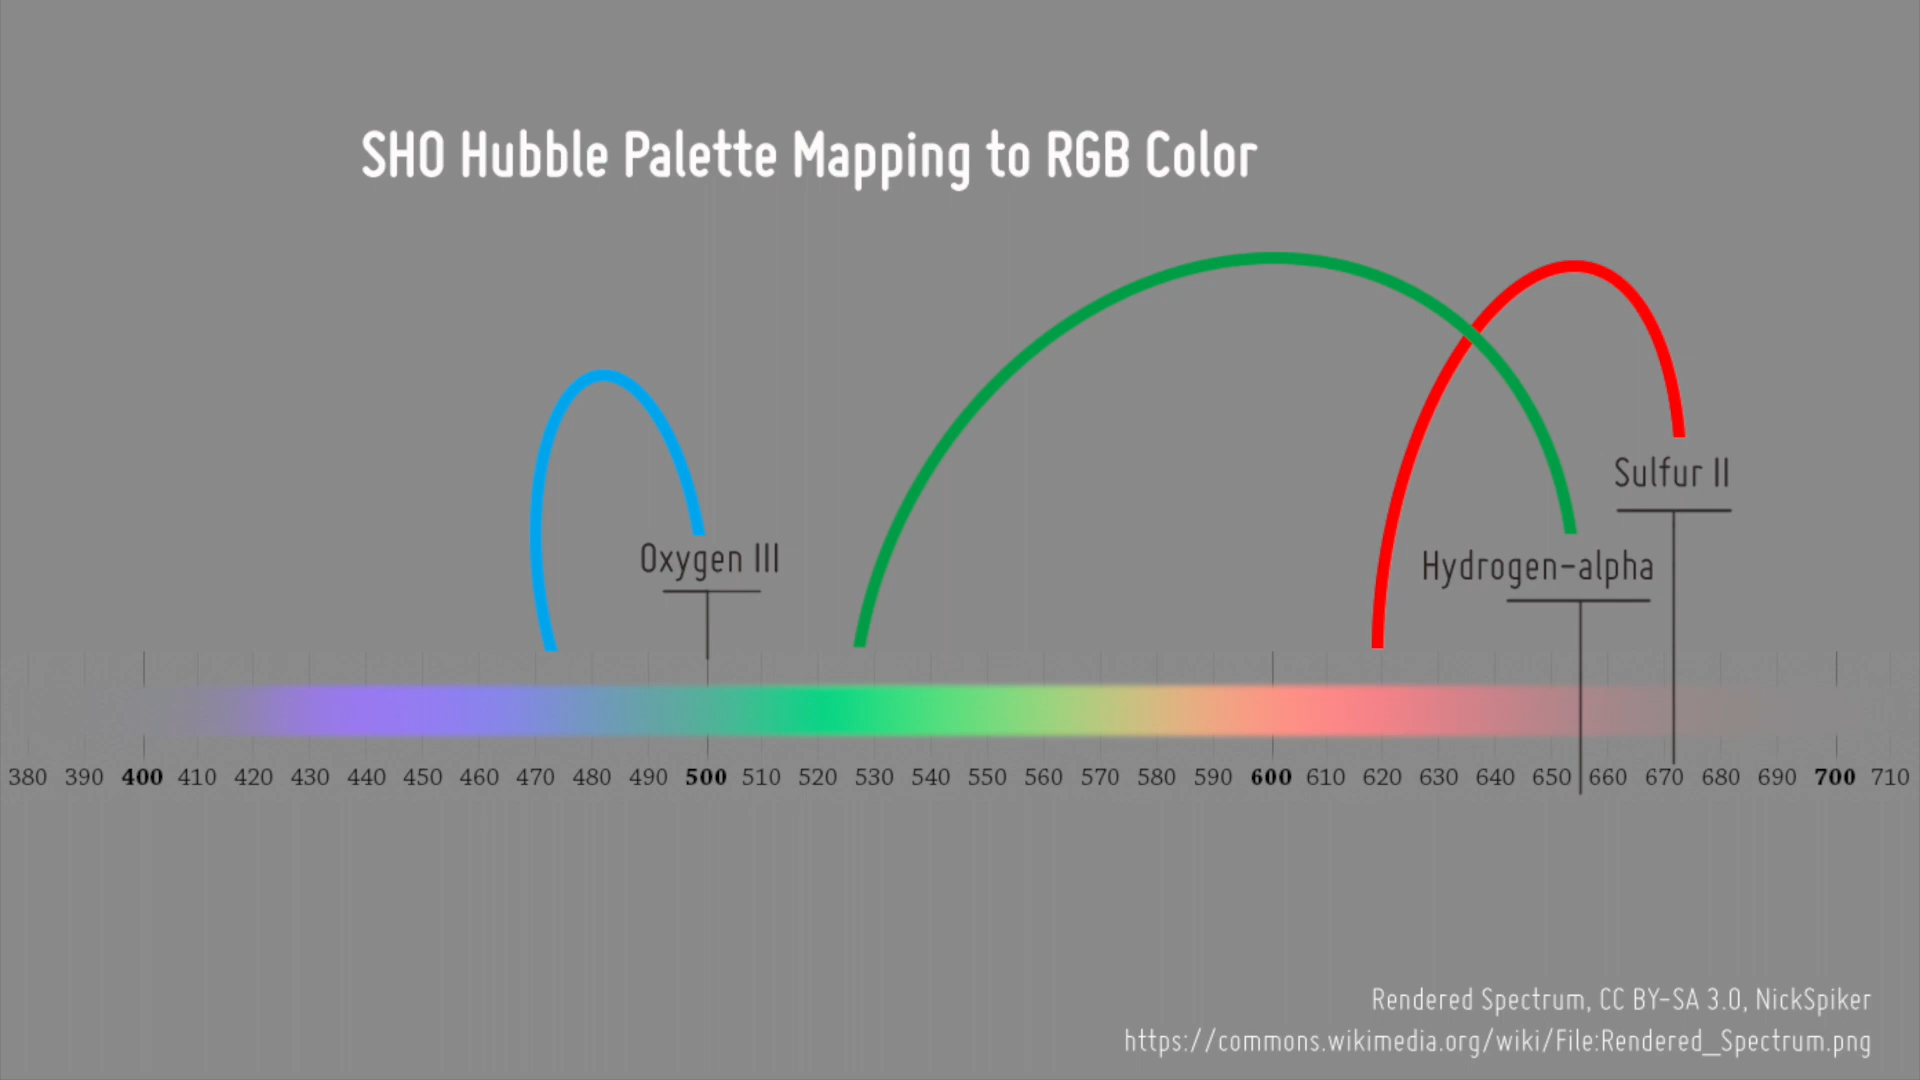 SHO Hubble Palette Mapping to RGB Color
Sulfur II
Oxygen III
Hydrogen-alpha
380 390 400 410 420 430 440 450 460 470 480 490 500 510 520 530 540 550 560 570 580 590 600 610 620 630 640 650 660 670 680 690 700 710
Rendered Spectrum, CC BY-SA 3.0, NickSpiker
https://commons.wikimedia.org/wiki/File:Rendered_Spectrum.png